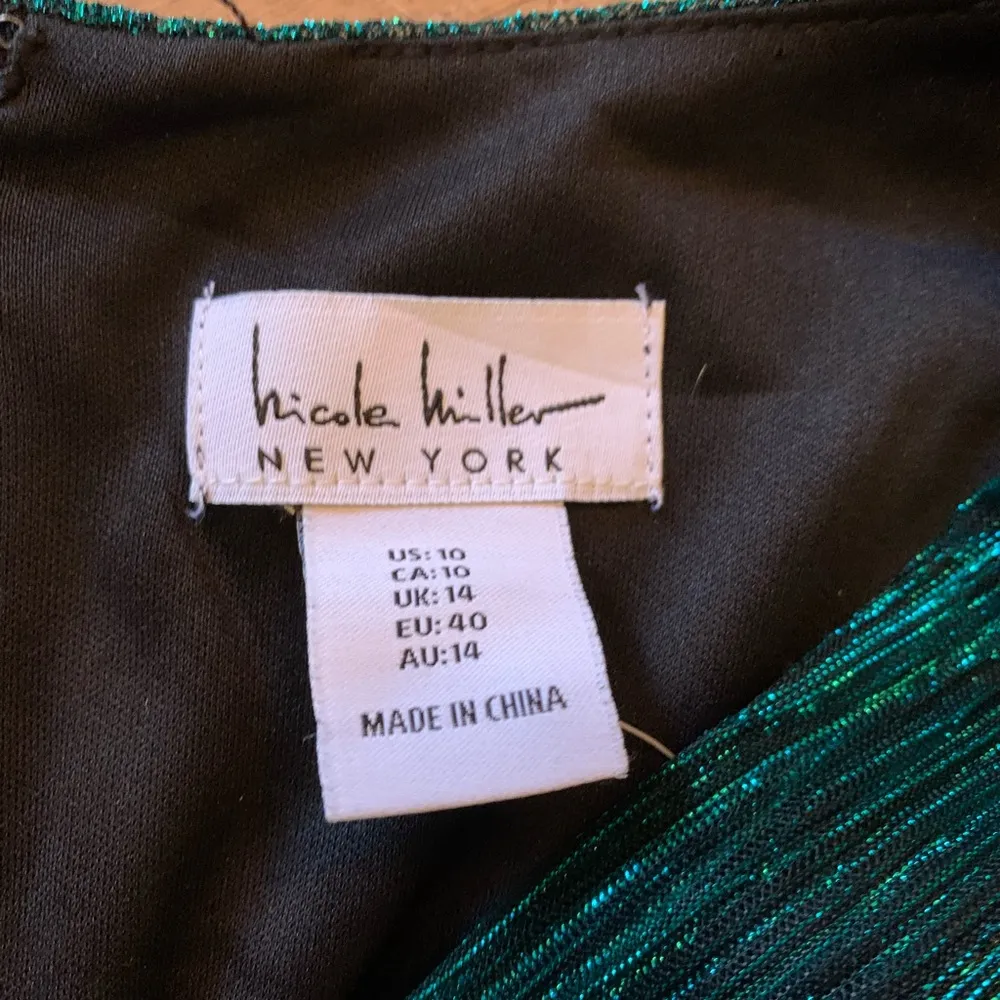 nicole miller
NEW YORK
US: 10
CA: 10
UK: 14
EU: 40
AU:14
MADE IN CHINA